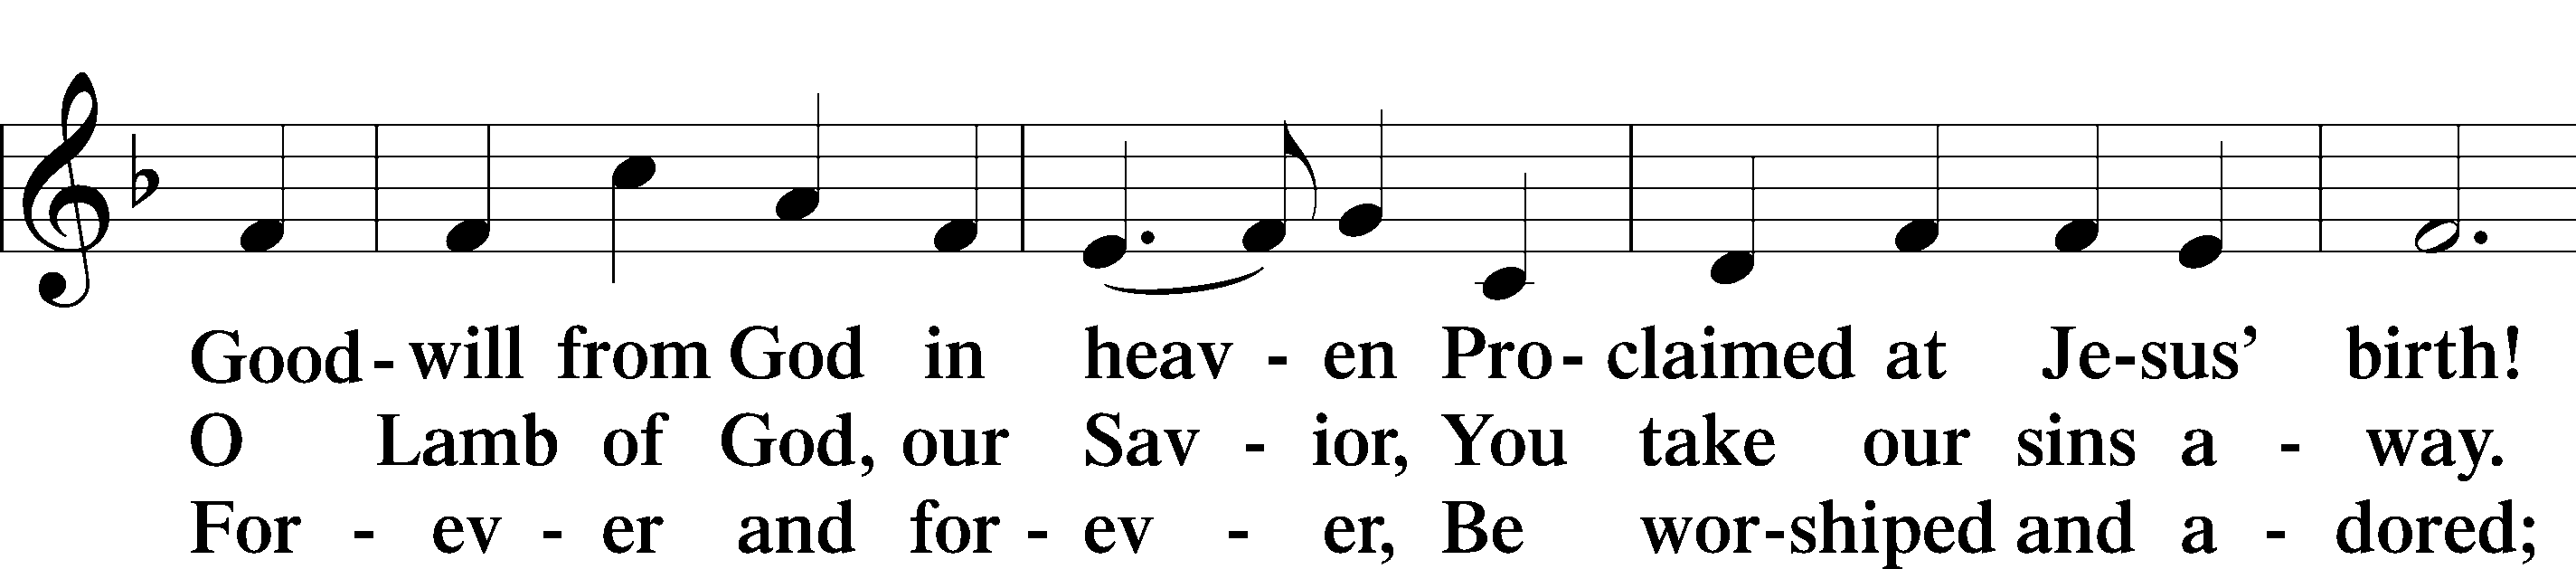 Good - will from God in heav - en Pro - claimed at Je - sus’ birth!
O Lamb of God, our Sav - ior, You take our sins a - way.
For - ev - er and for - ev - er, Be wor - shiped and a - dored;